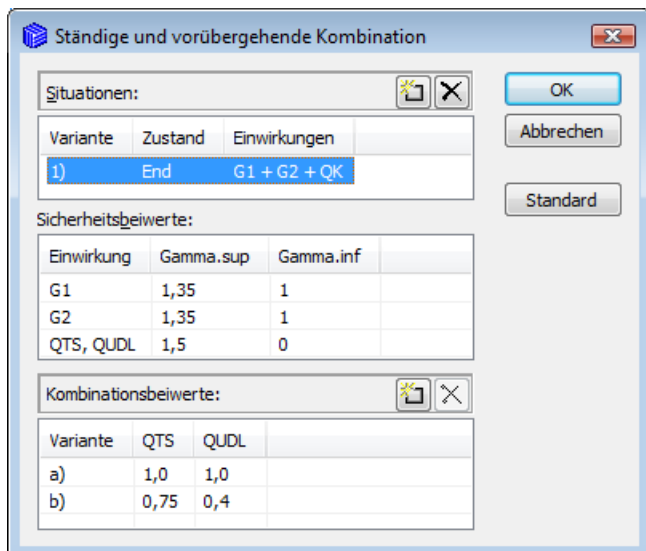 Ständige und vorübergehende Kombination
Situationen:
OK
Abbrechen
Standard
Variante Zustand Einwirkungen
1) End G1 + G2 + QK
Sicherheitsbeiwerte:
Einwirkung Gamma.sup Gamma.inf
G1 1,35 1
G2 1,35 1
QTS, QUDL 1,5 0
Kombinationsbeiwerte:
Variante QTS QUDL
a) 1,0 1,0
b) 0,75 0,4